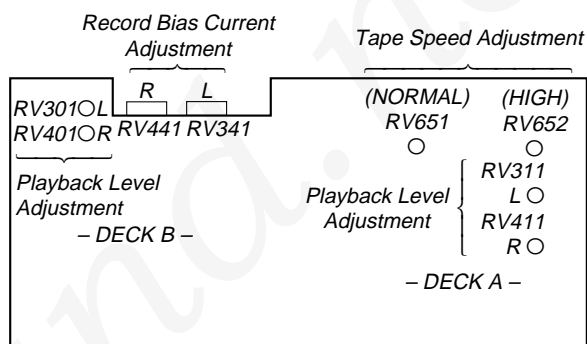 Record Bias Current
Adjustment
Tape Speed Adjustment
R
L
(NORMAL)
(HIGH)
RV301 L
RV441
RV341
RV651
RV652
RV401 R
Playback Level
Adjustment
– DECK B –
Playback Level
Adjustment
RV311
L
RV411
R
– DECK A –